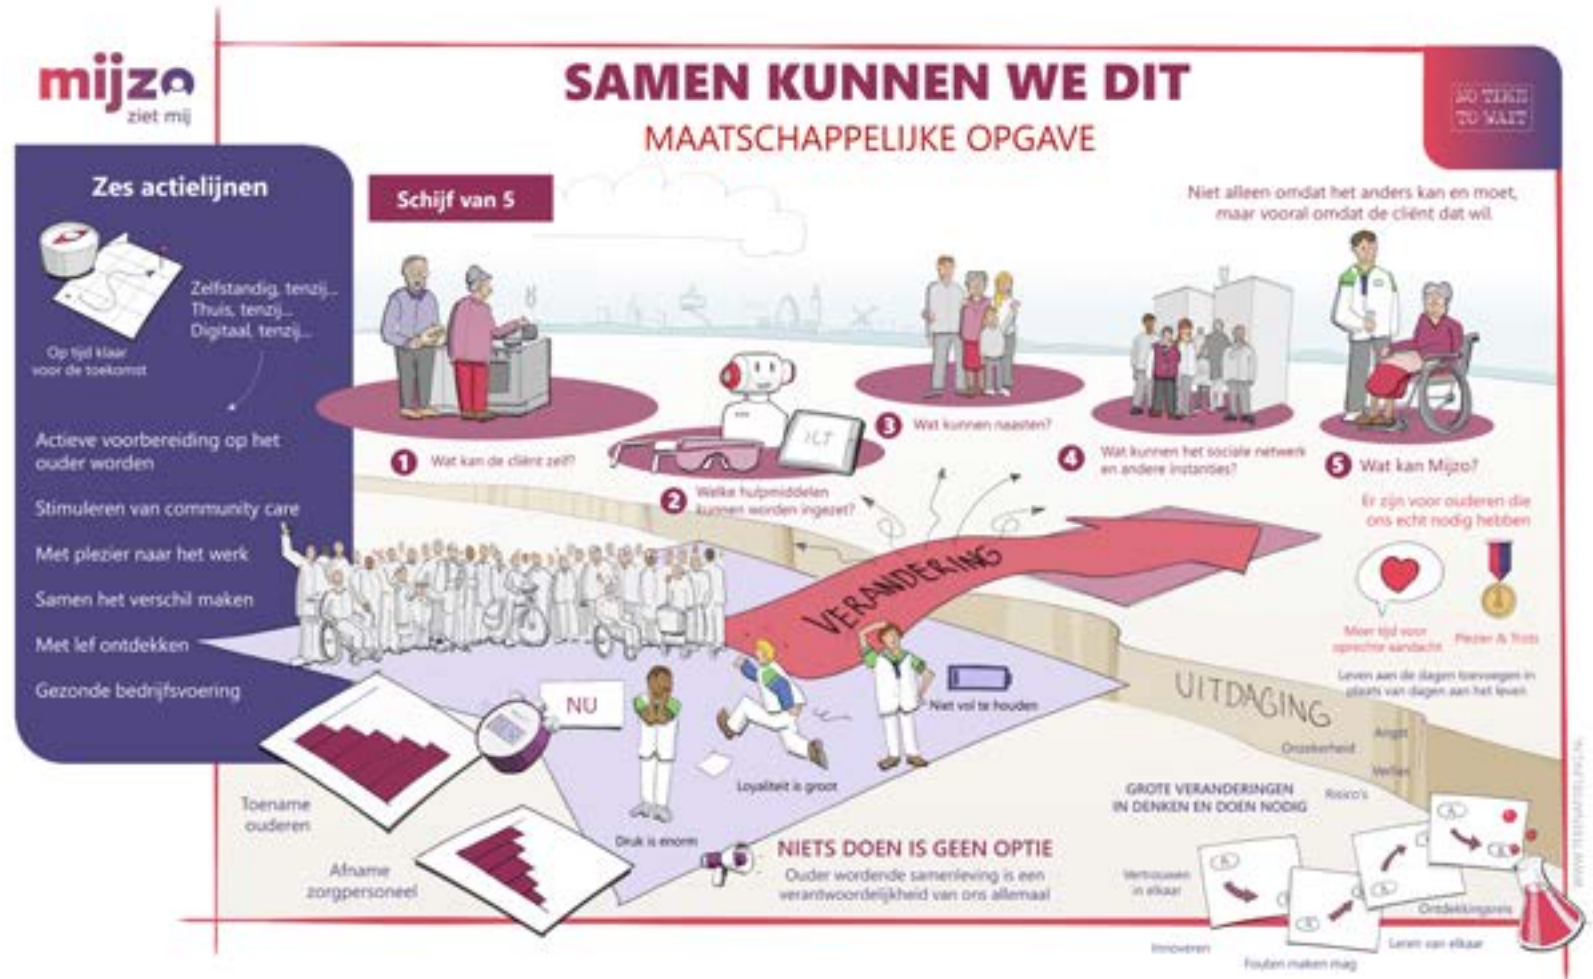 mijzo
ziet mij
SAMEN KUNNEN WE DIT
MAATSCHAPPELIJKE OPGAVE
NO TIME
TO WAIT
Zes actielijnen
Zelfstandig, tenzij...
Thuis, tenzij...
Digitaal, tenzij...
Op tijd klaar
voor de toekomst
Actieve voorbereiding op het
ouder worden
Stimuleren van community care
Met plezier naar het werk
Samen het verschil maken
Met lef ontdekken
Gezonde bedrijfsvoering
Schijf van 5
Niet alleen omdat het anders kan en moet,
maar vooral omdat de cliënt dat wil.
1 Wat kan de cliënt zelf?
2 Welke hulpmiddelen
kunnen worden ingezet?
3 Wat kunnen naasten?
4 Wat kunnen het sociale netwerk
en andere instanties?
5 Wat kan Mijzo?
Er zijn voor ouderen die
ons echt nodig hebben
Meer tijd voor
oprechte aandacht
Plezier & Trots
Leven aan de dagen toevoegen in
plaats van dagen aan het leven
VERANDERING
UITDAGING
Angst
Onzekerheid
Verlies
Risico's
NU
Niet vol te houden
Loyaliteit is groot
Druk is enorm
Toename
ouderen
Afname
zorgpersoneel
NIETS DOEN IS GEEN OPTIE
Ouder wordende samenleving is een
verantwoordelijkheid van ons allemaal
GROTE VERANDERINGEN
IN DENKEN EN DOEN NODIG
Vertrouwen
in elkaar
Innoveren
Fouten maken mag
Leren van elkaar
Ontdekkingsreis